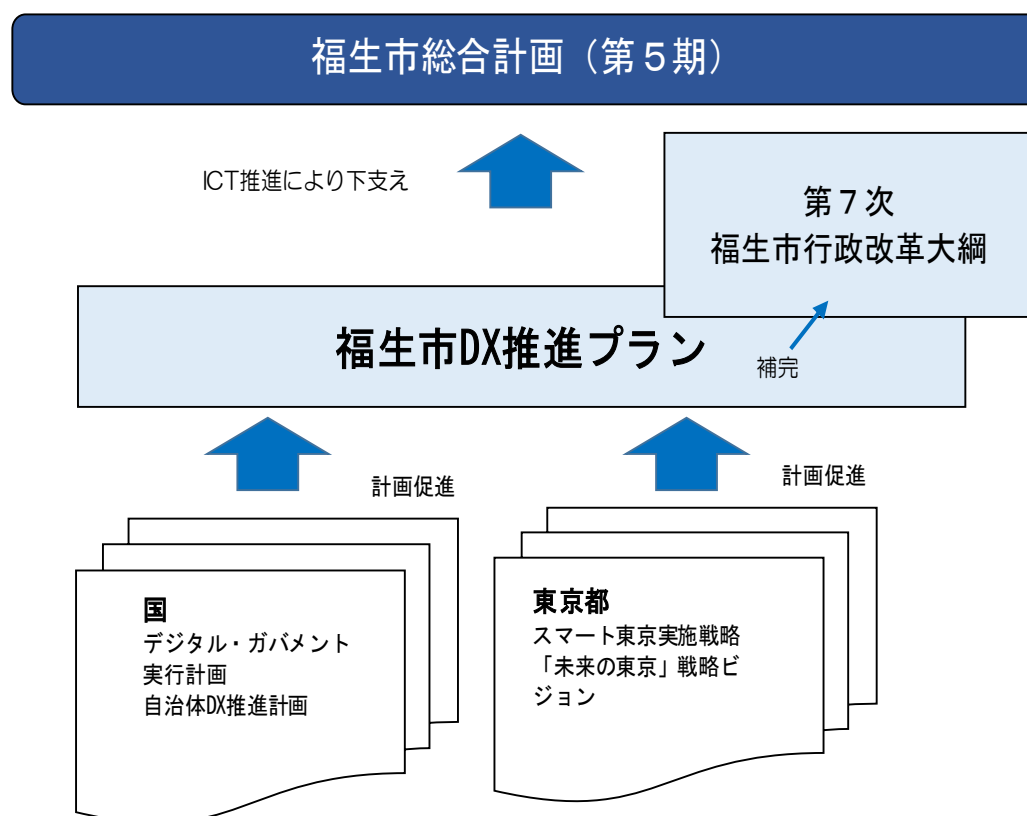 福生市総合計画（第５期）
ICT推進により下支え
第７次
福生市行政改革大綱
福生市DX推進プラン
補完
計画促進
計画促進
国
デジタル・ガバメント
実行計画
自治体DX推進計画
東京都
スマート東京実施戦略
「未来の東京」戦略ビ
ジョン